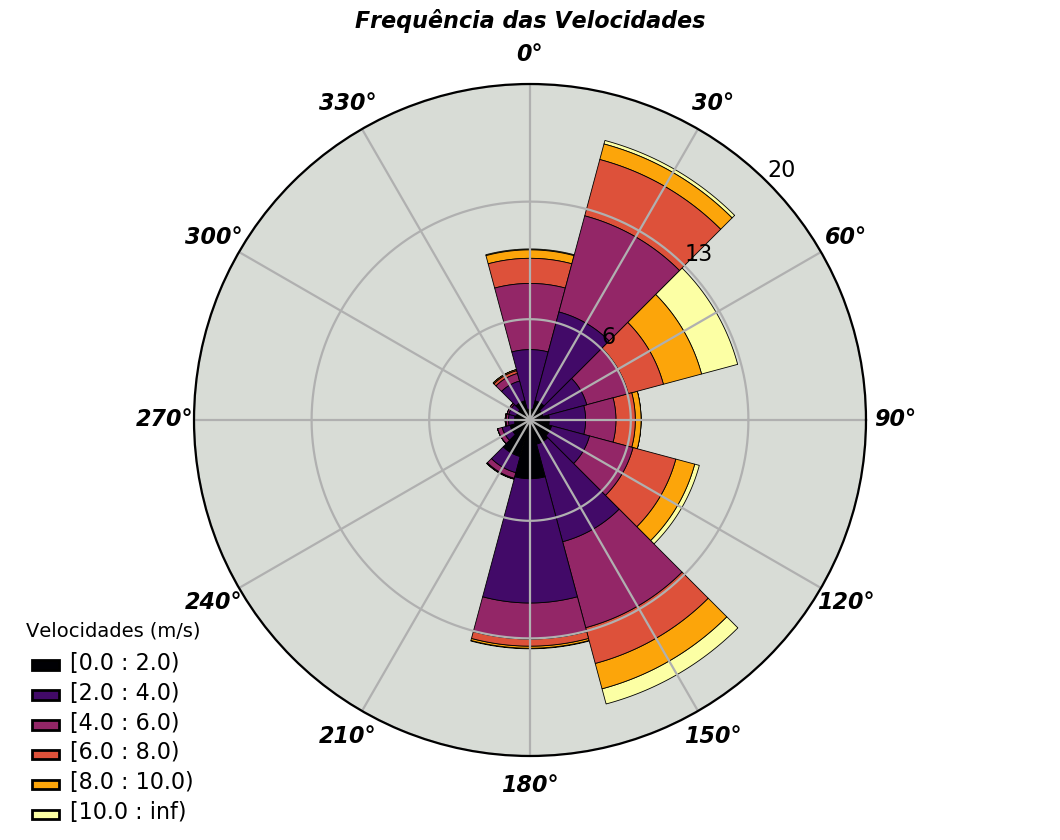 Frequência das Velocidades
0°
330°
30°
20
300°
60°
13
6
270°
90°
240°
120°
210°
150°
180°
Velocidades (m/s)
[0.0 : 2.0)
[2.0 : 4.0)
[4.0 : 6.0)
[6.0 : 8.0)
[8.0 : 10.0)
[10.0 : inf)